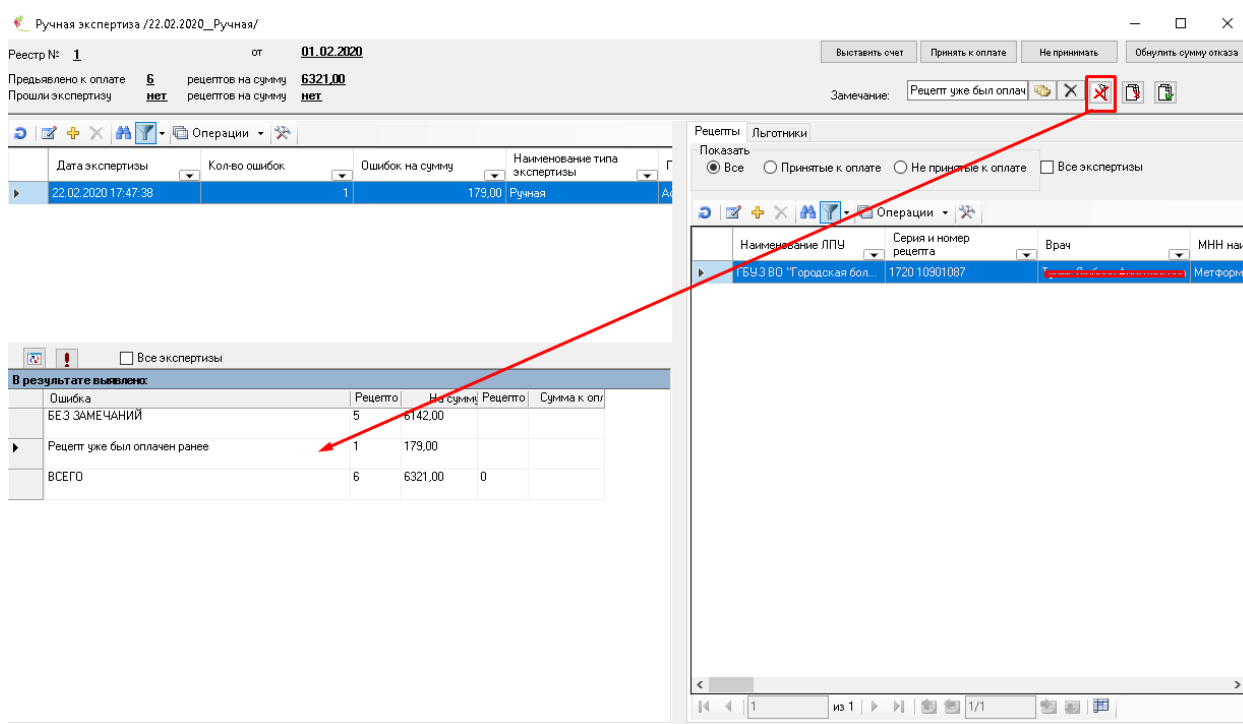 Ручная экспертиза /22.02.2020__Ручная/
Реестр № 1 от 01.02.2020
Выставить счет Принять к оплате Не принимать Обнулить сумму отказа
Предъявлено к оплате 6 рецептов на сумму 6321,00
Прошли экспертизу нет рецептов на сумму нет
Замечание: Рецепт уже был оплач
Операции
Дата экспертизы Кол-во ошибок Ошибок на сумму Наименование типа экспертизы
22.02.2020 17:47:38 1 179,00 Ручная
Все экспертизы
В результате выявлено:
Ошибка Рецепто На сумму Рецепто Сумма к опл
БЕЗ ЗАМЕЧАНИЙ 5 6142,00
Рецепт уже был оплачен ранее 1 179,00
ВСЕГО 6 6321,00 0
Рецепты Льготники
Показать
Все Принятые к оплате Не принятые к оплате Все экспертизы
Операции
Наименование ЛПУ Серия и номер рецепта Врач МНН наи
ГБУЗ ВО "Городская бол... 1720 10901087 Метформ
1 из 1 1/1